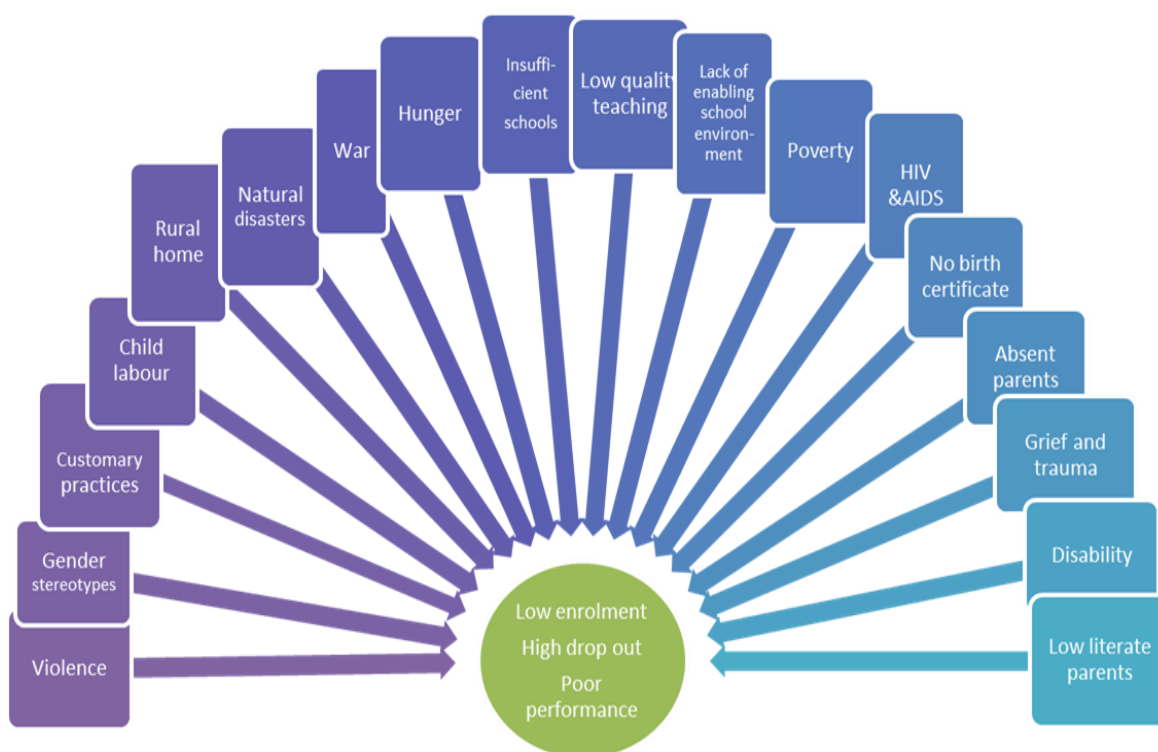 Violence
Gender
stereotypes
Customary
practices
Child
labour
Rural
home
Natural
disasters
War
Hunger
Insuffi-
cient
schools
Low quality
teaching
Lack of
enabling
school
environ-
ment
Poverty
HIV
&AIDS
No birth
certificate
Absent
parents
Grief and
trauma
Disability
Low literate
parents
Low enrolment
High drop out
Poor
performance